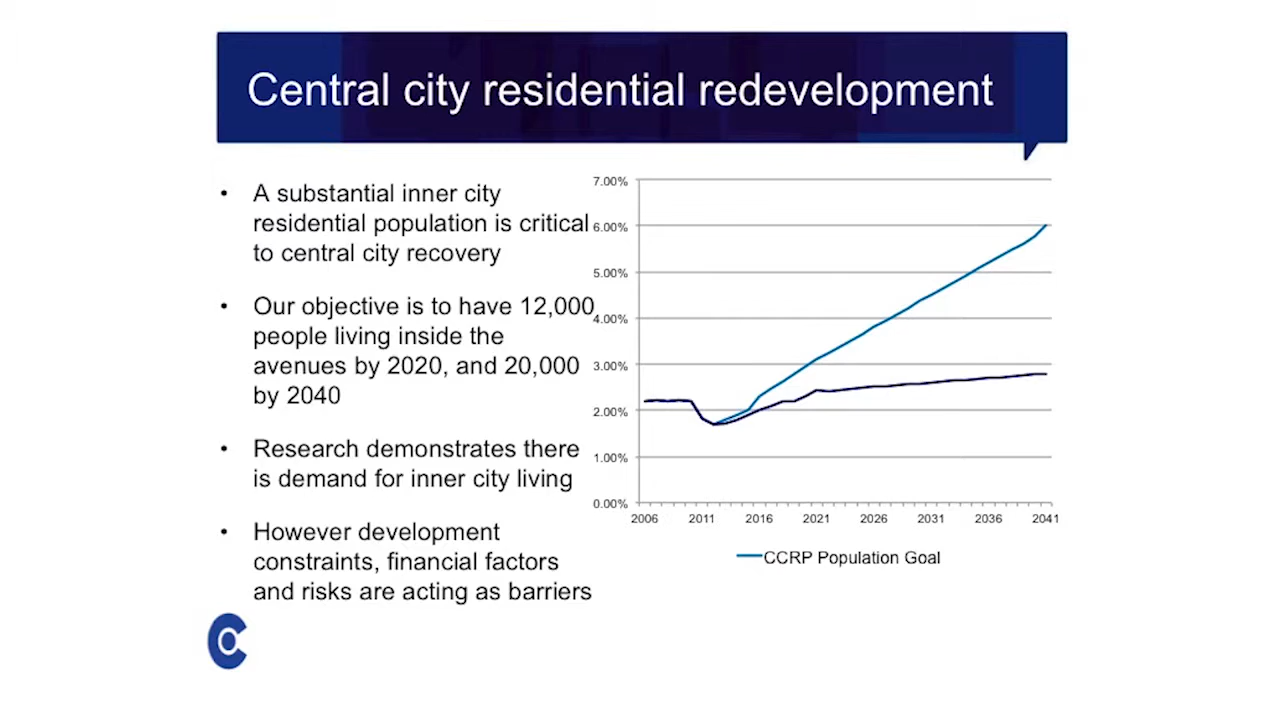 Central city residential redevelopment
• A substantial inner city
residential population is critical
to central city recovery
• Our objective is to have 12,000
people living inside the
avenues by 2020, and 20,000
by 2040
• Research demonstrates there
is demand for inner city living
• However development
constraints, financial factors
and risks are acting as barriers
7.00%
6.00%
5.00%
4.00%
3.00%
2.00%
1.00%
0.00%
2006 2011 2016 2021 2026 2031 2036 2041
CCRP Population Goal